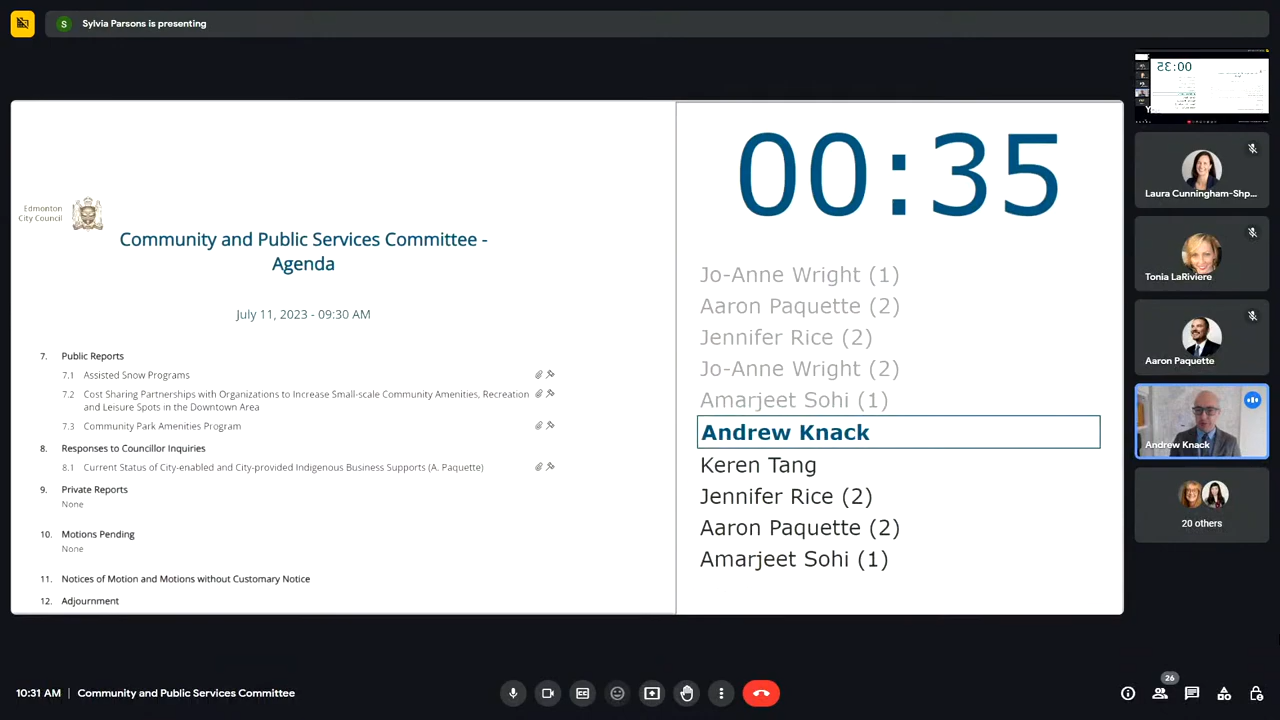 S Sylvia Parsons is presenting
Edmonton
City Council
Community and Public Services Committee -
Agenda
July 11, 2023 - 09:30 AM
7. Public Reports
7.1 Assisted Snow Programs
7.2 Cost Sharing Partnerships with Organizations to Increase Small-scale Community Amenities, Recreation
and Leisure Spots in the Downtown Area
7.3 Community Park Amenities Program
8. Responses to Councillor Inquiries
8.1 Current Status of City-enabled and City-provided Indigenous Business Supports (A. Paquette)
9. Private Reports
None
10. Motions Pending
None
11. Notices of Motion and Motions without Customary Notice
12. Adjournment
00:35
Jo-Anne Wright (1)
Aaron Paquette (2)
Jennifer Rice (2)
Jo-Anne Wright (2)
Amarjeet Sohi (1)
Andrew Knack
Keren Tang
Jennifer Rice (2)
Aaron Paquette (2)
Amarjeet Sohi (1)
00:35
Laura Cunningham-Shp...
Tonia LaRiviere
Aaron Paquette
Andrew Knack
20 others
10:31 AM | Community and Public Services Committee
26